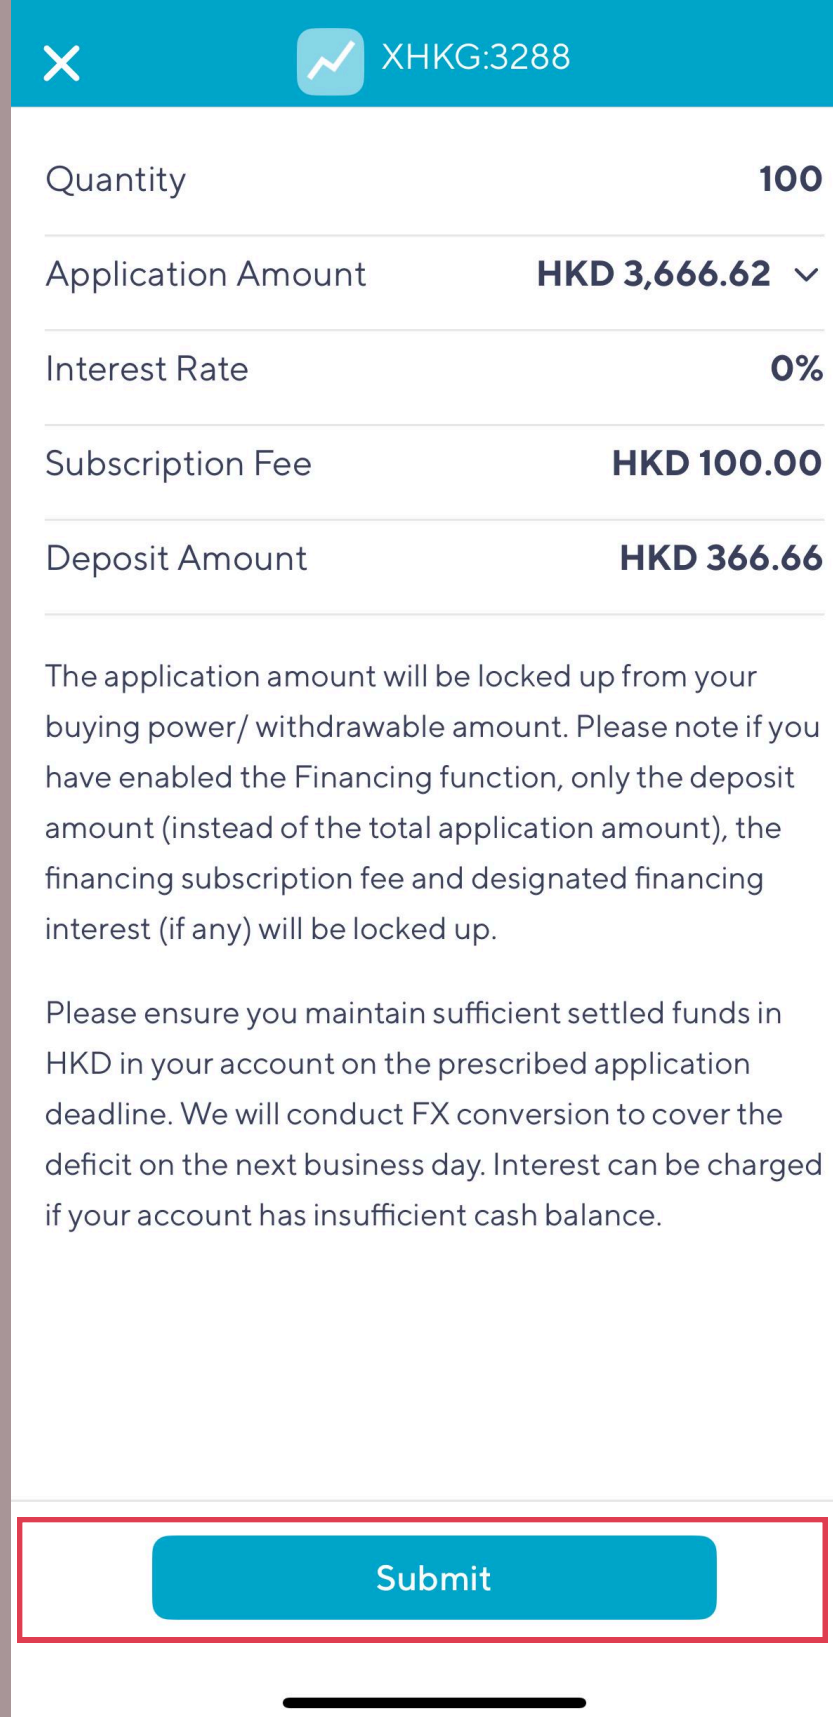 XHKG:3288
Quantity 100
Application Amount HKD 3,666.62
Interest Rate 0%
Subscription Fee HKD 100.00
Deposit Amount HKD 366.66
The application amount will be locked up from your
buying power/ withdrawable amount. Please note if you
have enabled the Financing function, only the deposit
amount (instead of the total application amount), the
financing subscription fee and designated financing
interest (if any) will be locked up.
Please ensure you maintain sufficient settled funds in
HKD in your account on the prescribed application
deadline. We will conduct FX conversion to cover the
deficit on the next business day. Interest can be charged
if your account has insufficient cash balance.
Submit